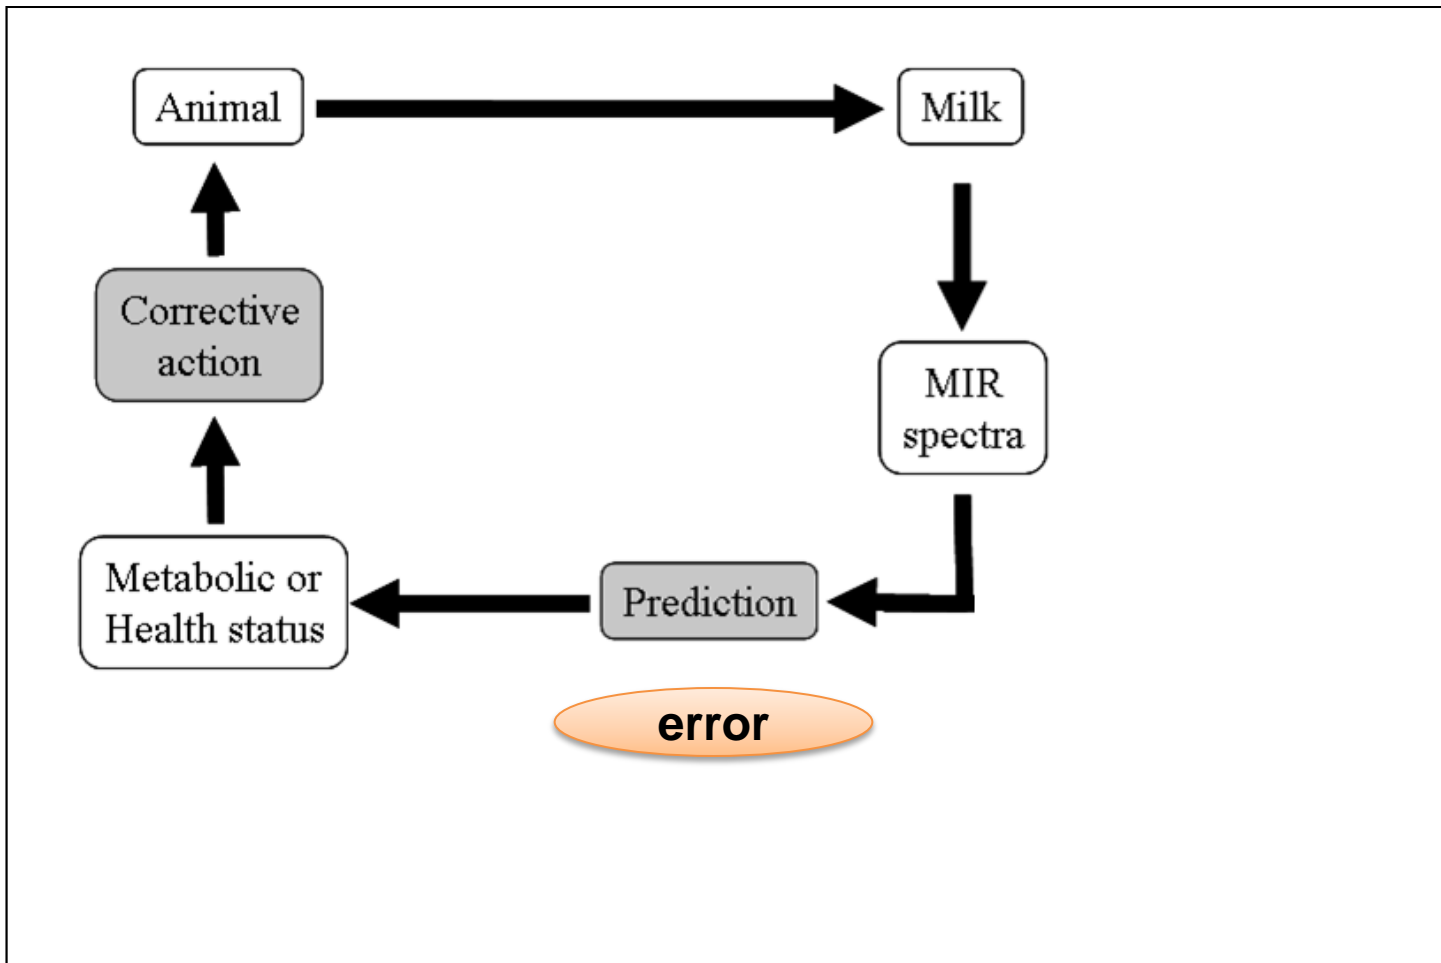 Animal
Milk
Corrective
action
MIR
spectra
Metabolic or
Health status
Prediction
error